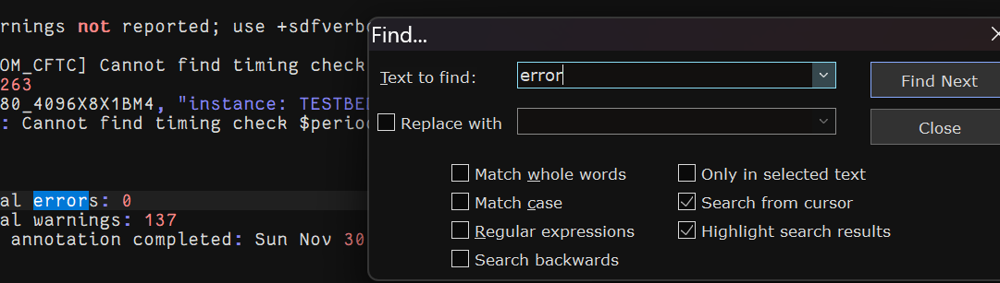 rnings not reported; use +sdfverb
OM_CFTC] Cannot find timing check
263
80_4096X8X1BM4, "instance: TESTBE
: Cannot find timing check $perio
al errors: 0
al warnings: 137
annotation completed: Sun Nov 30
Find...
Text to find: error
Find Next
Replace with
Close
Match whole words
Only in selected text
Match case
Search from cursor
Regular expressions
Highlight search results
Search backwards